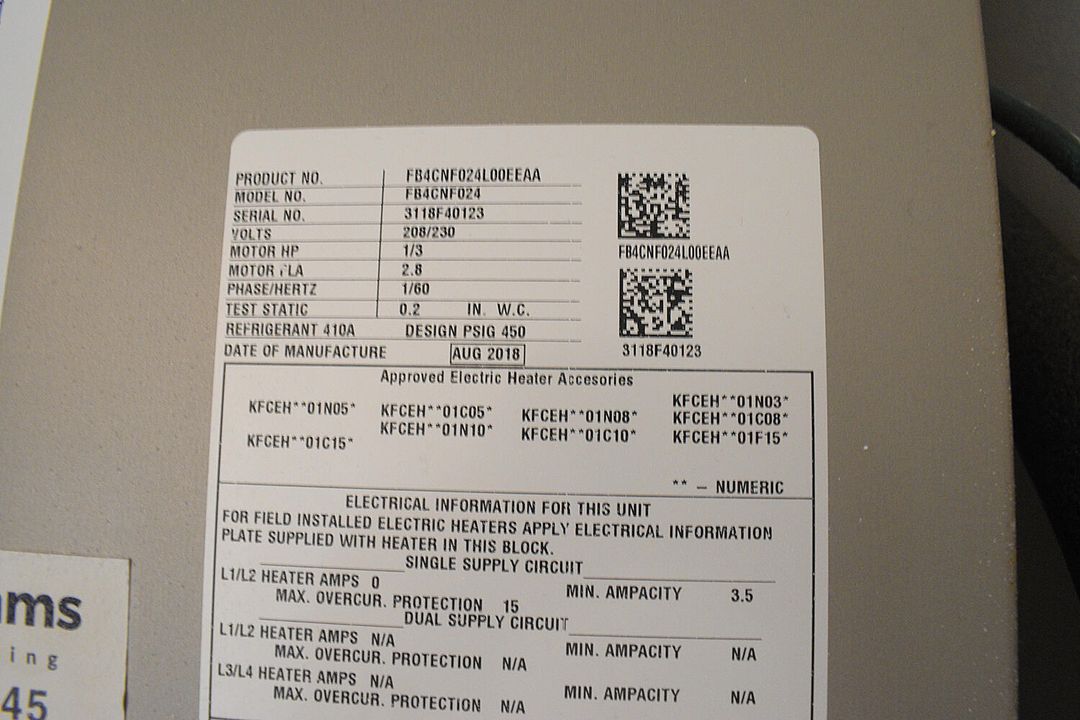 PRODUCT NO. FB4CNF024L00EEAA
MODEL NO. FB4CNF024
SERIAL NO. 3118F40123
VOLTS 208/230
MOTOR HP 1/3
MOTOR FLA 2.8
PHASE/HERTZ 1/60
TEST STATIC 0.2 IN. W.C.
REFRIGERANT 410A DESIGN PSIG 450
DATE OF MANUFACTURE AUG 2018
FB4CNF024L00EEAA
3118F40123
Approved Electric Heater Accesories
KFCEH**01N05* KFCEH**01C05* KFCEH**01N08* KFCEH**01N03*
KFCEH**01N10* KFCEH**01C10* KFCEH**01C08*
KFCEH**01C15* KFCEH**01F15*
** – NUMERIC
ELECTRICAL INFORMATION FOR THIS UNIT
FOR FIELD INSTALLED ELECTRIC HEATERS APPLY ELECTRICAL INFORMATION
PLATE SUPPLIED WITH HEATER IN THIS BLOCK.
SINGLE SUPPLY CIRCUIT
L1/L2 HEATER AMPS 0 MIN. AMPACITY 3.5
MAX. OVERCUR. PROTECTION 15
DUAL SUPPLY CIRCUIT
L1/L2 HEATER AMPS N/A MIN. AMPACITY N/A
MAX. OVERCUR. PROTECTION N/A
L3/L4 HEATER AMPS N/A MIN. AMPACITY N/A
MAX. OVERCUR. PROTECTION N/A
ms
ing
45